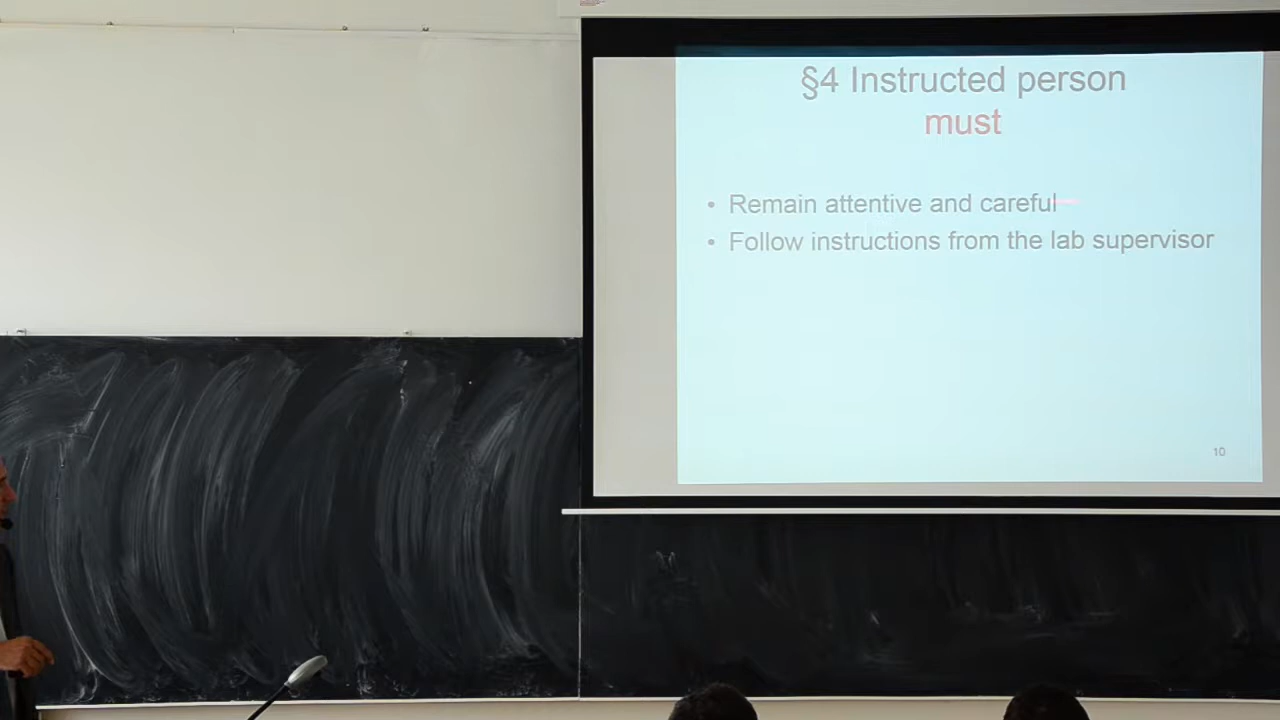 §4 Instructed person
must
• Remain attentive and careful
• Follow instructions from the lab supervisor
10